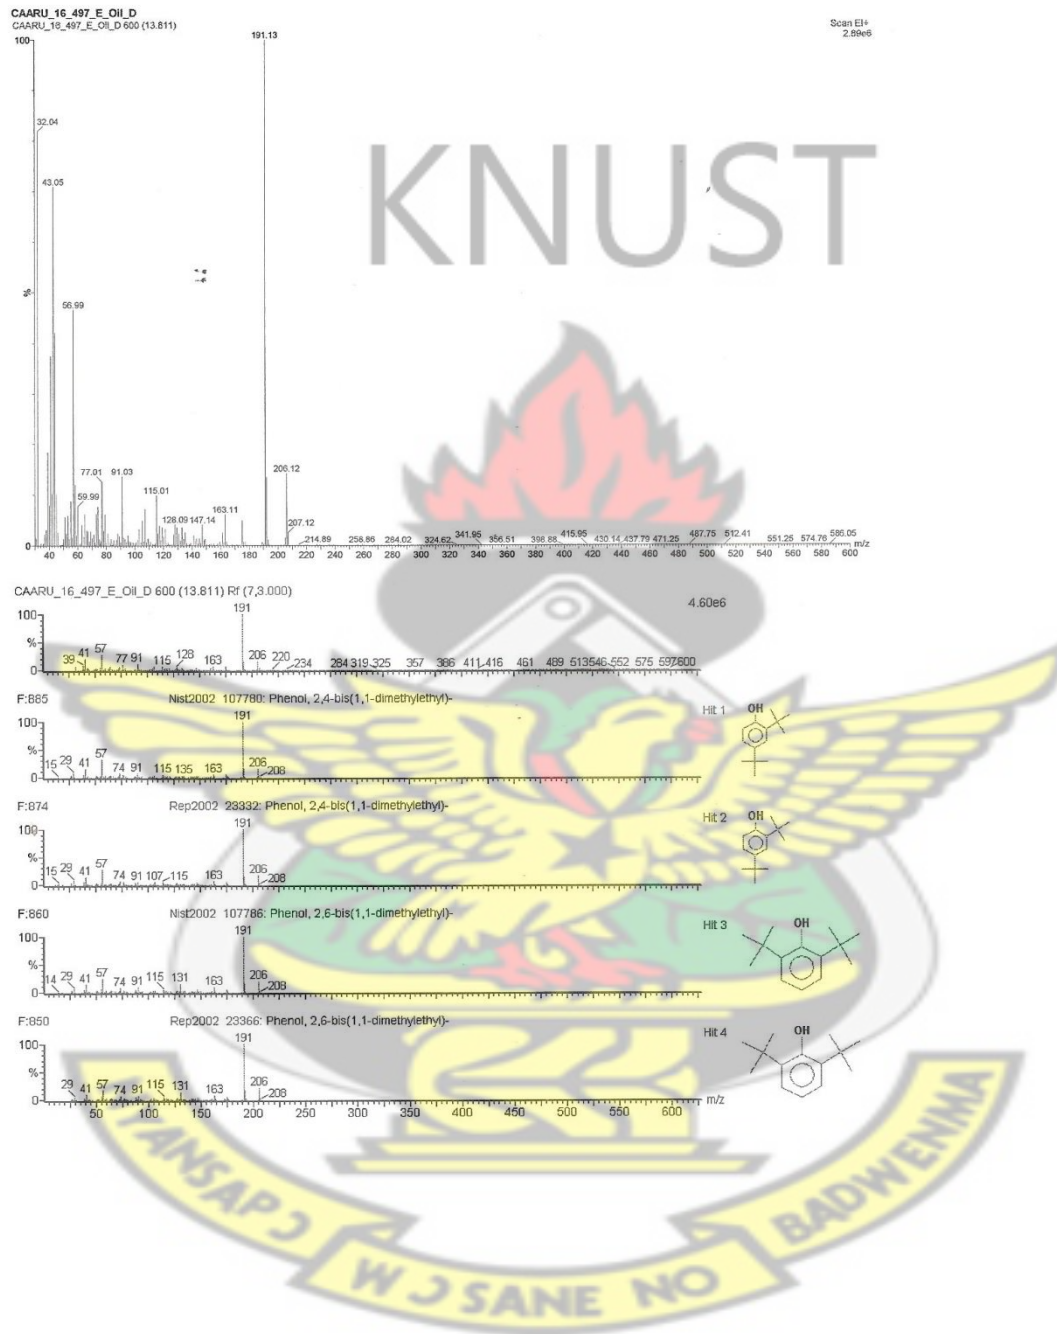 CAARU_16_497_E_Oil_D
CAARU_16_497_E_Oil_D 600 (13.811)
Scan EI+
2.89e6
100
191.13
32.04
43.05
%
56.99
77.01
91.03
59.99
115.01
128.09
147.14
163.11
206.12
207.12
214.89
258.86
284.02
324.62
341.95
356.51
398.88
415.95
430.14
437.79
471.25
487.75
512.41
551.25
574.76
586.05
0
m/z
40 60 80 100 120 140 160 180 200 220 240 260 280 300 320 340 360 380 400 420 440 460 480 500 520 540 560 580 600
KNUST
CAARU_16_497_E_Oil_D 600 (13.811) Rf (7,3.000)
4.60e6
100
%
0
39 41 57 77 91 115 128 163 191 206 220 234 284 319 325 357 386 411 416 461 489 513 546 552 575 597 600
F:885
Nist2002 107780: Phenol, 2,4-bis(1,1-dimethylethyl)-
Hit 1
OH
100
%
0
15 29 41 57 74 91 115 135 163 191 206 208
F:874
Rep2002 23332: Phenol, 2,4-bis(1,1-dimethylethyl)-
Hit 2
OH
100
%
0
15 29 41 57 74 91 107 115 163 191 206 208
F:860
Nist2002 107786: Phenol, 2,6-bis(1,1-dimethylethyl)-
Hit 3
OH
100
%
0
14 29 41 57 74 91 115 131 163 191 206 208
F:850
Rep2002 23366: Phenol, 2,6-bis(1,1-dimethylethyl)-
Hit 4
OH
100
%
0
29 41 57 74 91 115 131 163 191 206 208
m/z
50 100 150 200 250 300 350 400 450 500 550 600
NYANSAPƆ
WƆ SANE NO
BADWENMA